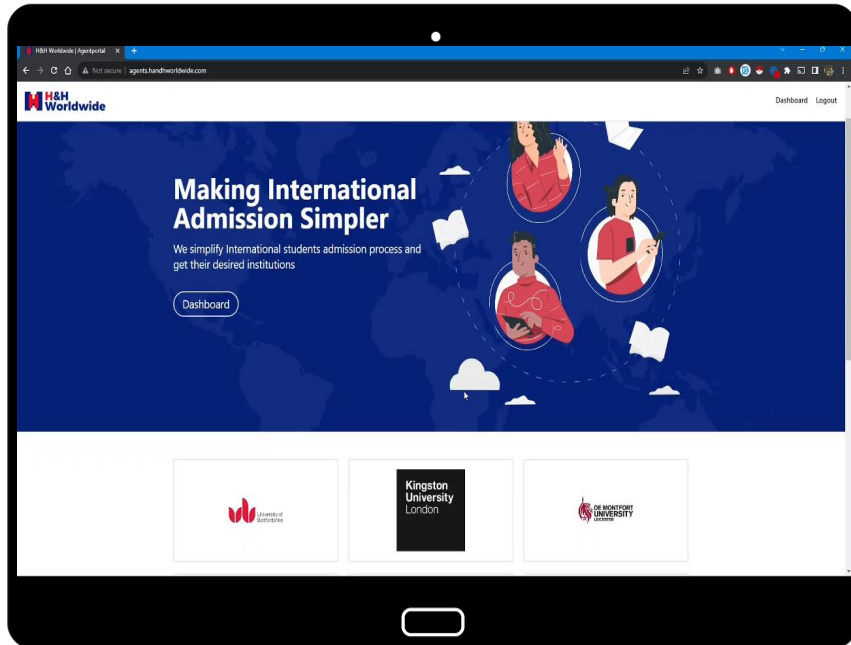 H&H Worldwide | Agentportal
Not secure | agents.handhworldwide.com
H&H
Worldwide
Dashboard Logout
Making International
Admission Simpler
We simplify International students admission process and
get their desired institutions
Dashboard
University of
Bedfordshire
Kingston
University
London
DE MONTFORT
UNIVERSITY
LEICESTER